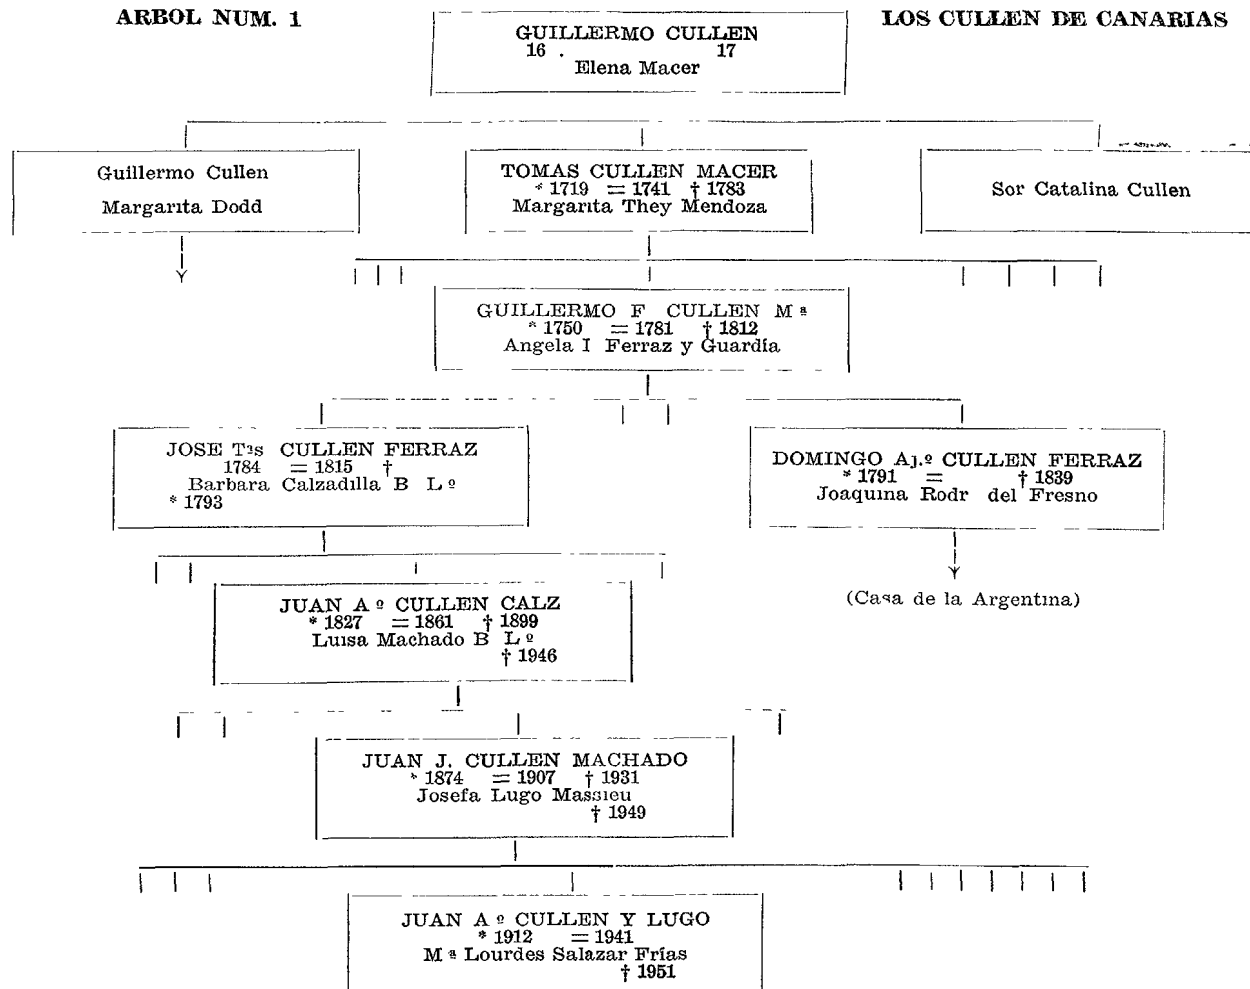 ARBOL NUM. 1
LOS CULLEN DE CANARIAS
GUILLERMO CULLEN
16 . 17
Elena Macer
Guillermo Cullen
Margarita Dodd
TOMAS CULLEN MACER
* 1719 = 1741 † 1783
Margarita They Mendoza
Sor Catalina Cullen
GUILLERMO F CULLEN Mª
* 1750 = 1781 † 1812
Angela I Ferraz y Guardía
JOSE Tªs CULLEN FERRAZ
1784 = 1815 †
Barbara Calzadilla B Lº
* 1793
DOMINGO Aj.º CULLEN FERRAZ
* 1791 = † 1839
Joaquina Rodr del Fresno
(Casa de la Argentina)
JUAN Aº CULLEN CALZ
* 1827 = 1861 † 1899
Luisa Machado B Lº
† 1946
JUAN J. CULLEN MACHADO
* 1874 = 1907 † 1931
Josefa Lugo Massieu
† 1949
JUAN Aº CULLEN Y LUGO
* 1912 = 1941
Mª Lourdes Salazar Frías
† 1951